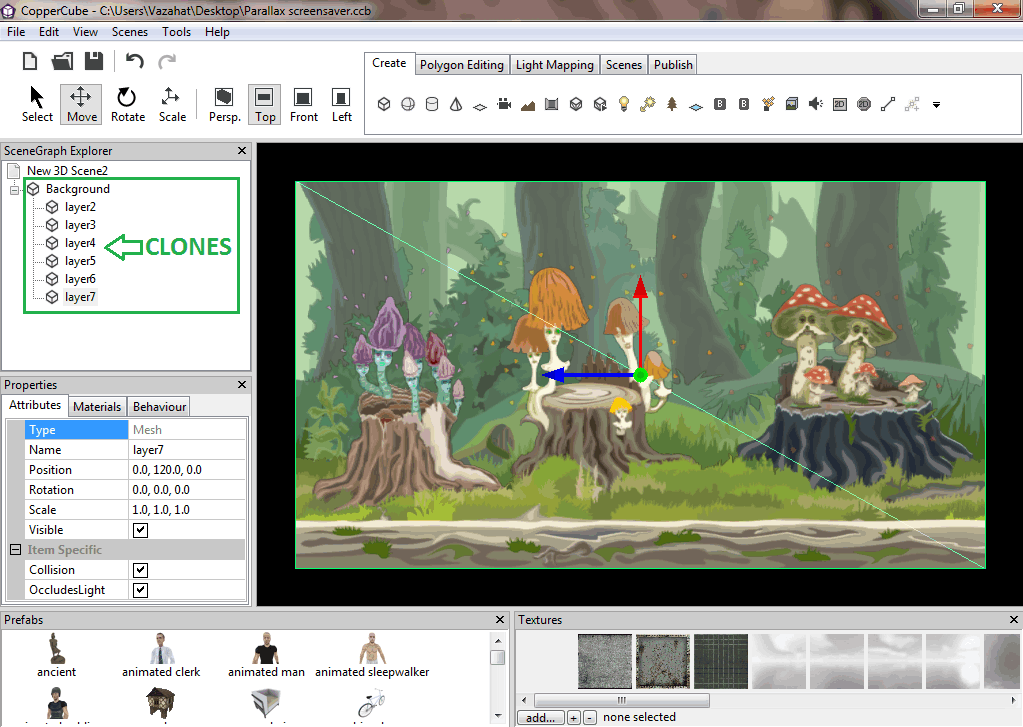 CopperCube - C:\Users\Vazahat\Desktop\Parallax screensaver.ccb
File Edit View Scenes Tools Help
Create Polygon Editing Light Mapping Scenes Publish
Select Move Rotate Scale Persp. Top Front Left
B B 2D 2D
SceneGraph Explorer
New 3D Scene2
Background
layer2
layer3
layer4
CLONES
layer5
layer6
layer7
Properties
Attributes Materials Behaviour
Type Mesh
Name layer7
Position 0.0, 120.0, 0.0
Rotation 0.0, 0.0, 0.0
Scale 1.0, 1.0, 1.0
Visible
Item Specific
Collision
OccludesLight
Prefabs
ancient animated clerk animated man animated sleepwalker
Textures
add... + - none selected